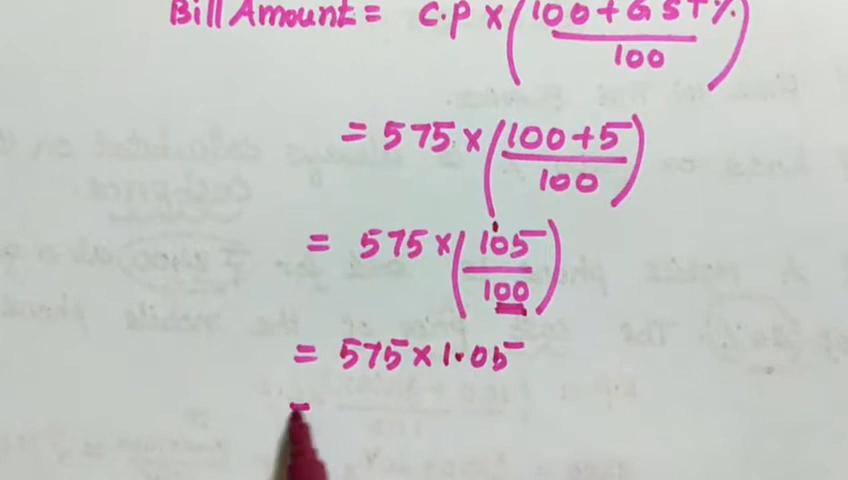 Bill Amount = C.P × (100 + GST% / 100)
= 575 × (100+5 / 100)
= 575 × (105 / 100)
= 575 × 1.05